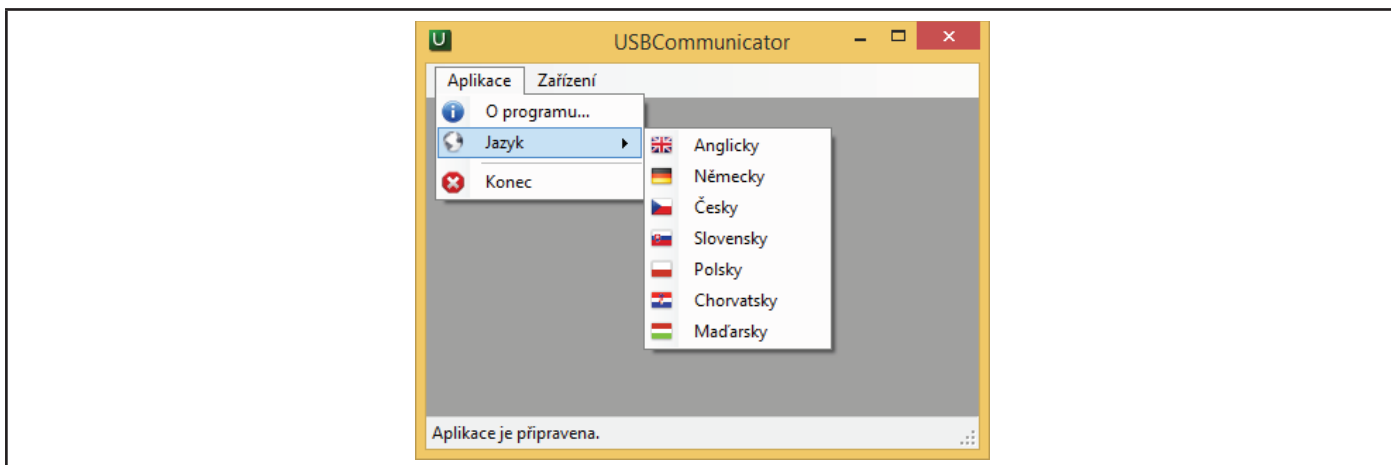 U USBCommunicator
Aplikace Zařízení
O programu...
Jazyk
Konec
Anglicky
Německy
Česky
Slovensky
Polsky
Chorvatsky
Maďarsky
Aplikace je připravena.